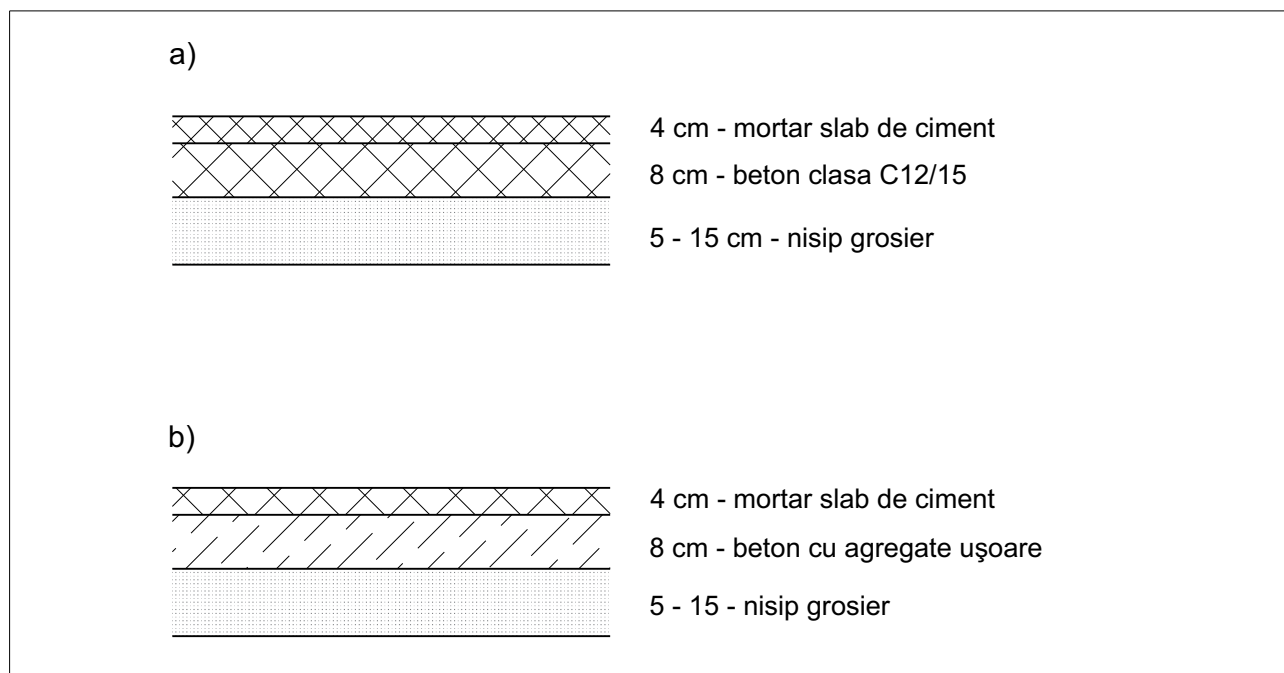 a)
4 cm - mortar slab de ciment
8 cm - beton clasa C12/15
5 - 15 cm - nisip grosier
b)
4 cm - mortar slab de ciment
8 cm - beton cu agregate uşoare
5 - 15 - nisip grosier